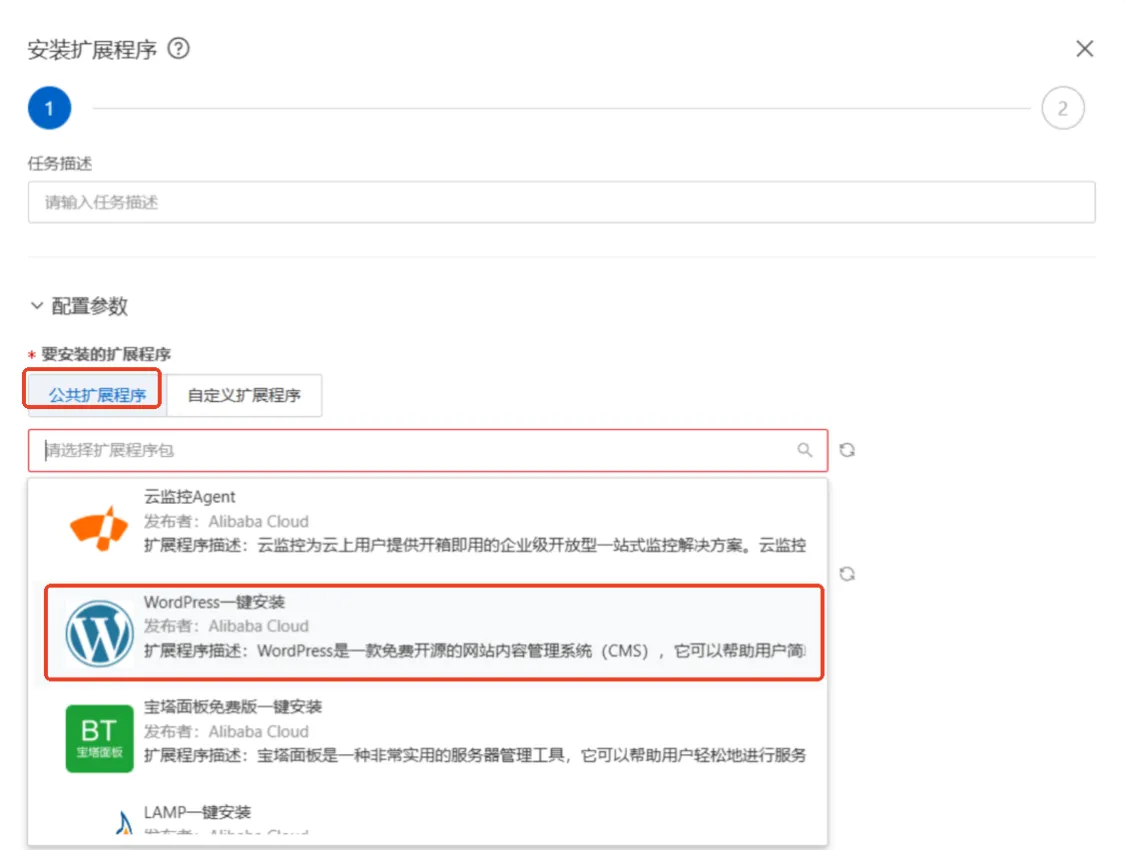 安装扩展程序 ?
1
2
任务描述
请输入任务描述
配置参数
* 要安装的扩展程序
公共扩展程序
自定义扩展程序
请选择扩展程序包
云监控Agent
发布者：Alibaba Cloud
扩展程序描述：云监控为云上用户提供开箱即用的企业级开放型一站式监控解决方案。云监控
WordPress一键安装
发布者：Alibaba Cloud
扩展程序描述：WordPress是一款免费开源的网站内容管理系统（CMS），它可以帮助用户简
BT
宝塔面板
宝塔面板免费版一键安装
发布者：Alibaba Cloud
扩展程序描述：宝塔面板是一种非常实用的服务器管理工具，它可以帮助用户轻松地进行服务
LAMP一键安装
发布者：Alibaba Cloud